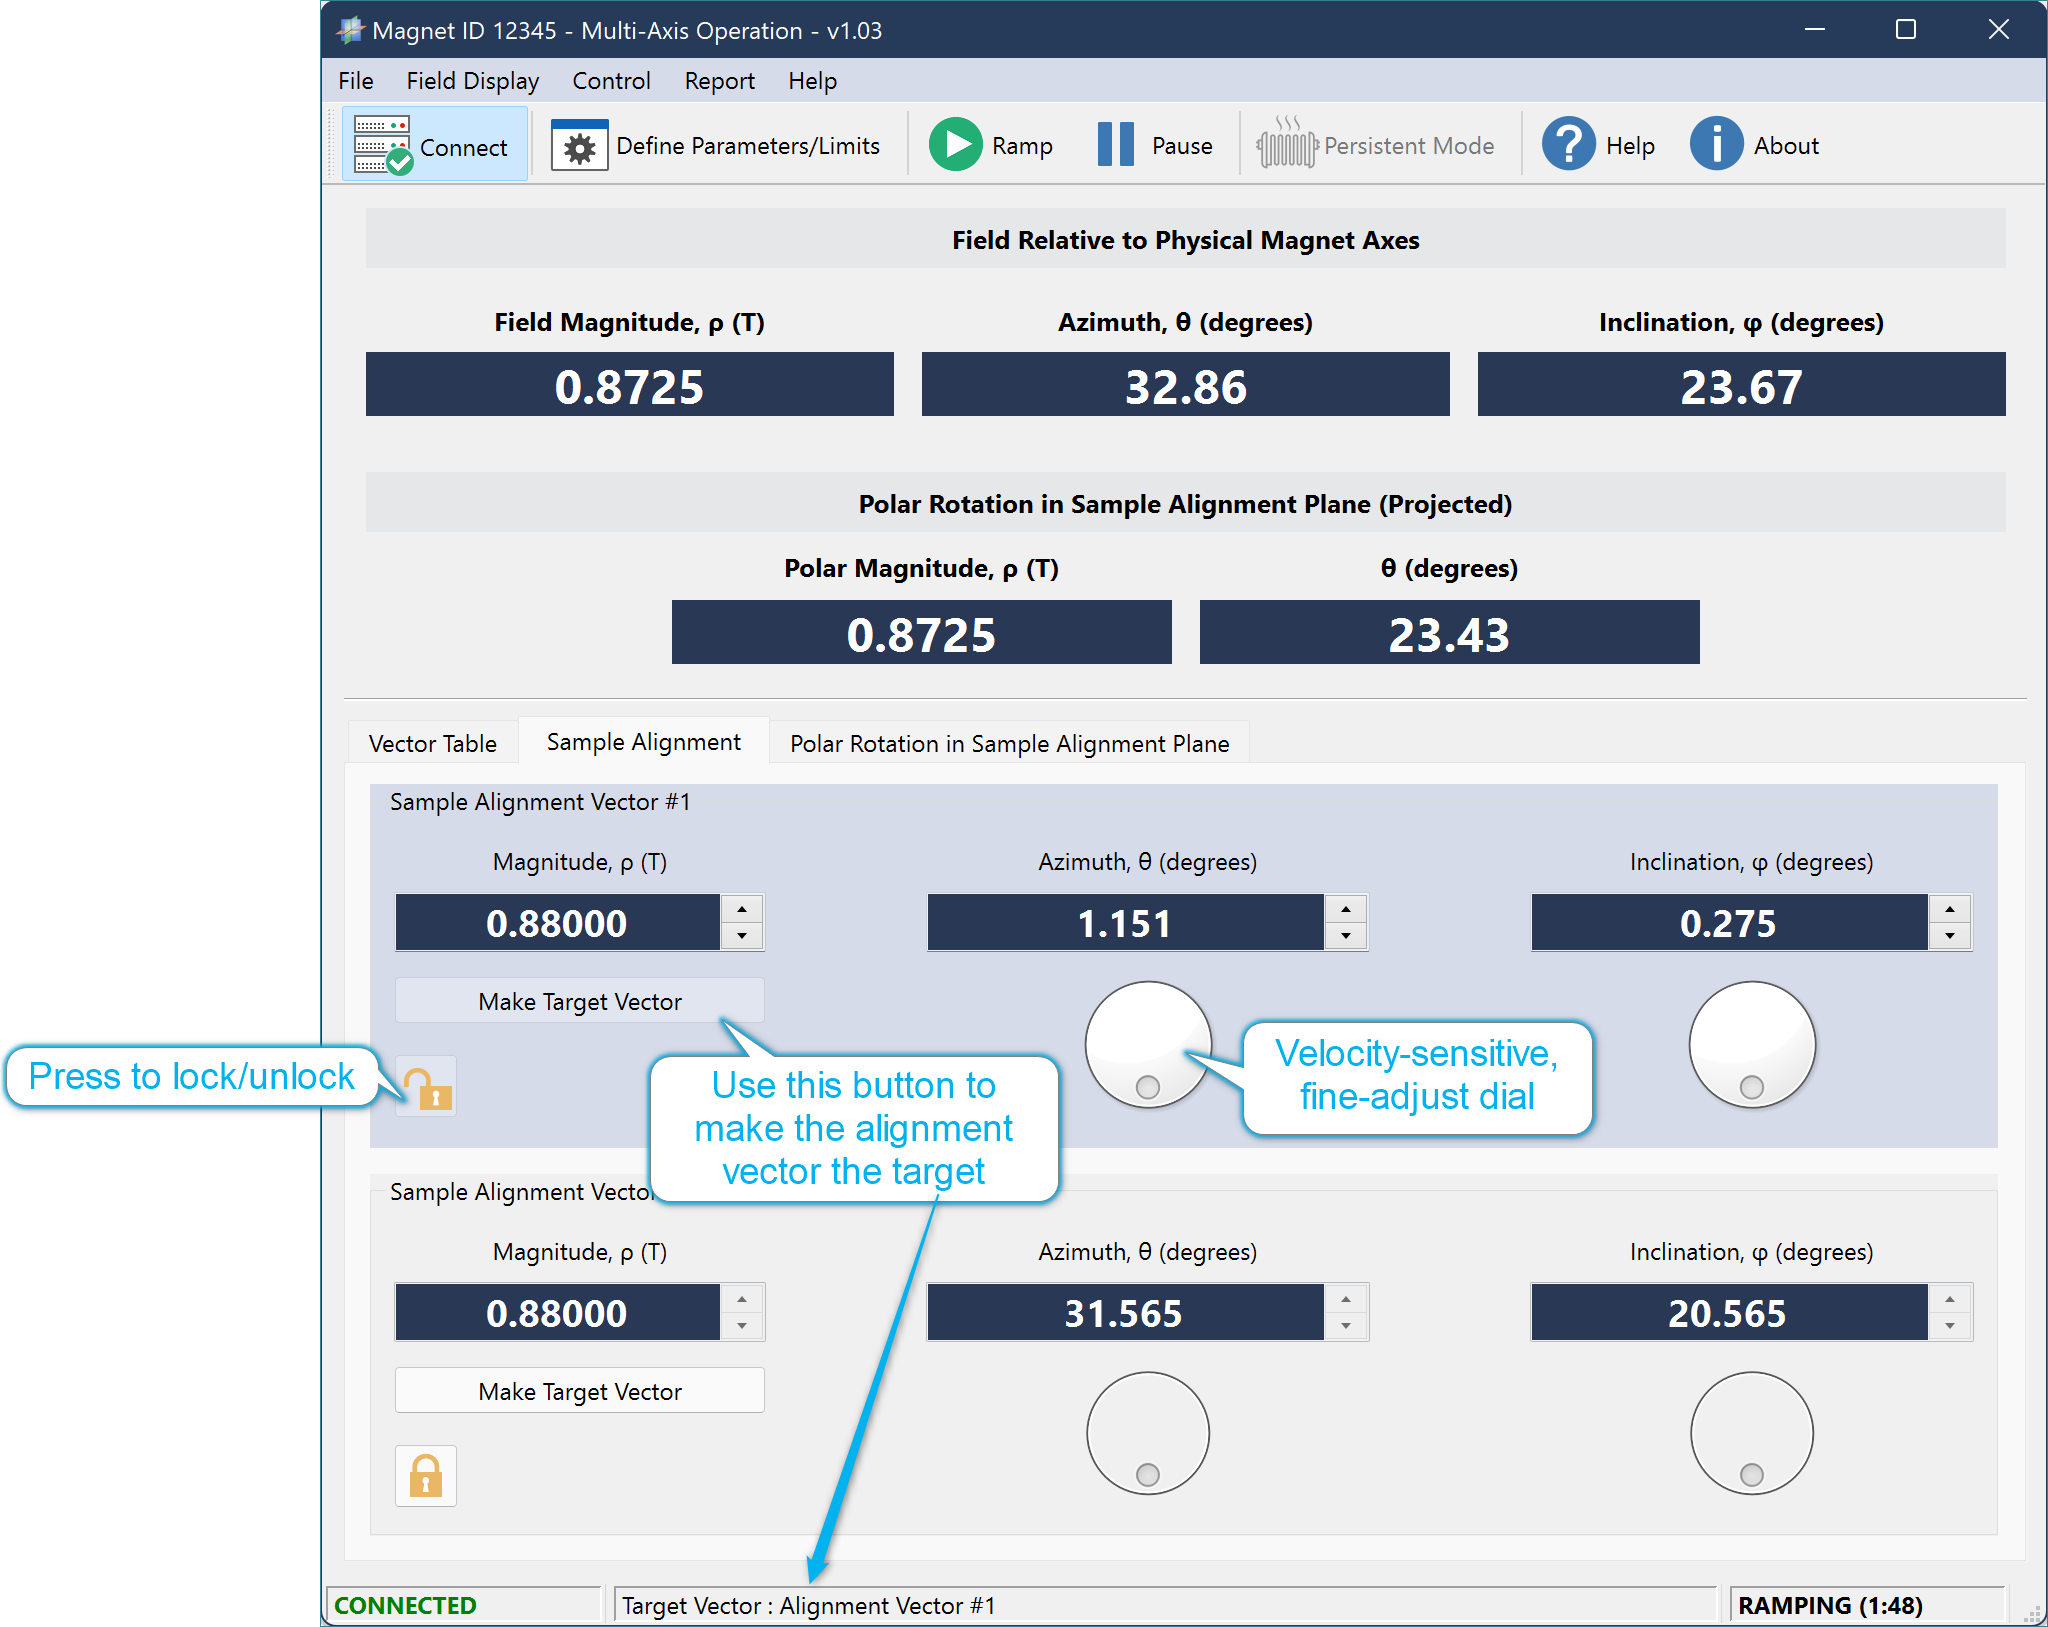 Magnet ID 12345 - Multi-Axis Operation - v1.03
File Field Display Control Report Help
Connect Define Parameters/Limits Ramp Pause Persistent Mode Help About
Field Relative to Physical Magnet Axes
Field Magnitude, ρ (T) Azimuth, θ (degrees) Inclination, φ (degrees)
0.8725 32.86 23.67
Polar Rotation in Sample Alignment Plane (Projected)
Polar Magnitude, ρ (T) θ (degrees)
0.8725 23.43
Vector Table Sample Alignment Polar Rotation in Sample Alignment Plane
Sample Alignment Vector #1
Magnitude, ρ (T) Azimuth, θ (degrees) Inclination, φ (degrees)
0.88000 1.151 0.275
Make Target Vector
Press to lock/unlock
Use this button to
make the alignment
vector the target
Velocity-sensitive,
fine-adjust dial
Sample Alignment Vector
Magnitude, ρ (T) Azimuth, θ (degrees) Inclination, φ (degrees)
0.88000 31.565 20.565
Make Target Vector
CONNECTED Target Vector : Alignment Vector #1 RAMPING (1:48)